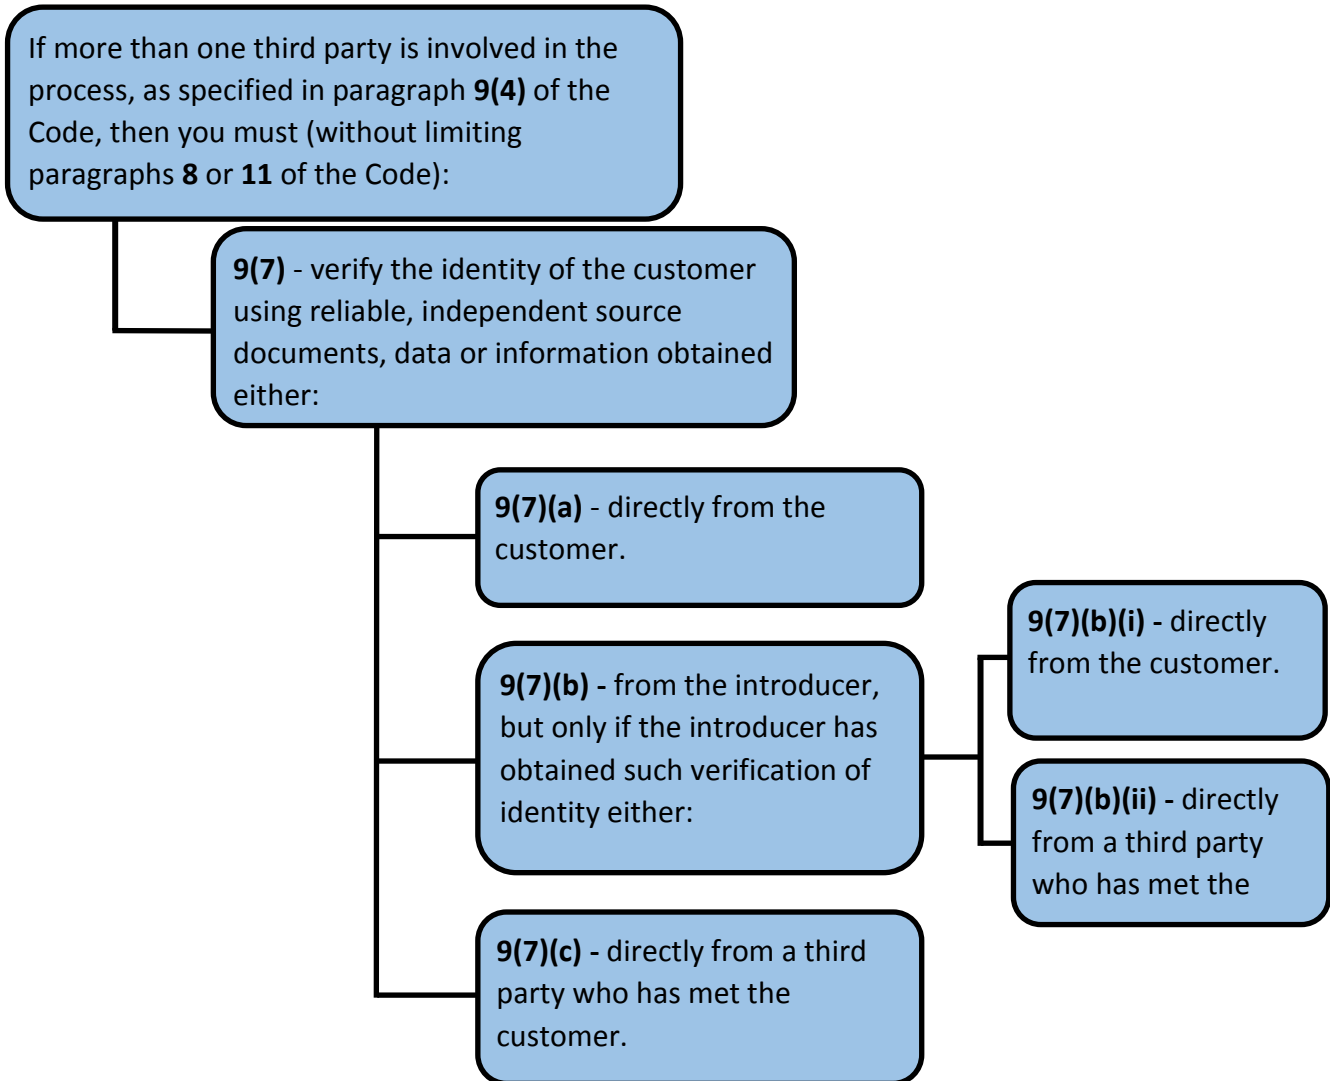 If more than one third party is involved in the
process, as specified in paragraph 9(4) of the
Code, then you must (without limiting
paragraphs 8 or 11 of the Code):
9(7) - verify the identity of the customer
using reliable, independent source
documents, data or information obtained
either:
9(7)(a) - directly from the
customer.
9(7)(b) - from the introducer,
but only if the introducer has
obtained such verification of
identity either:
9(7)(b)(i) - directly
from the customer.
9(7)(b)(ii) - directly
from a third party
who has met the
9(7)(c) - directly from a third
party who has met the
customer.